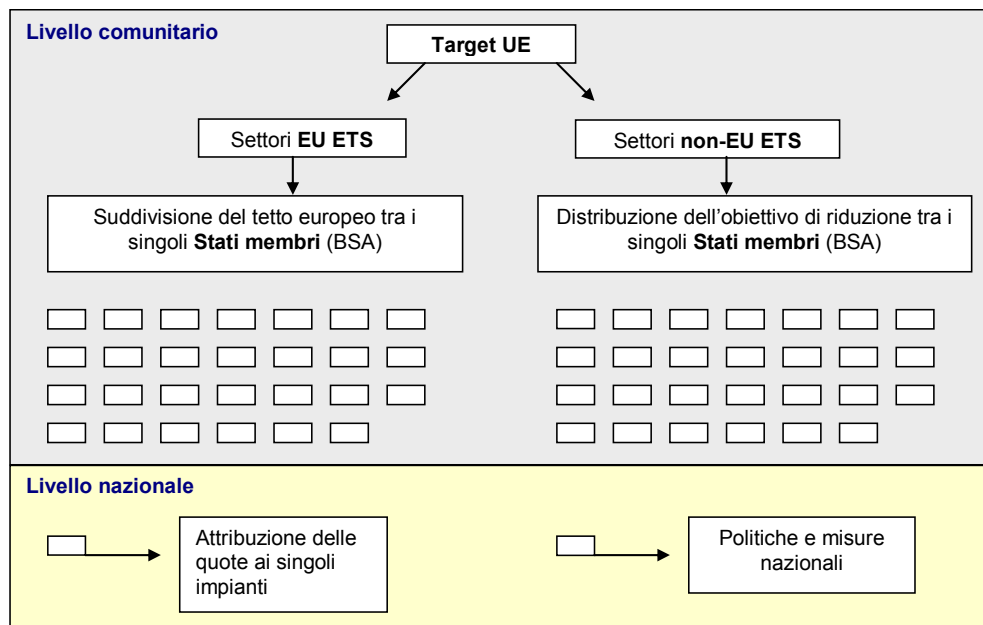 Livello comunitario
Target UE
Settori EU ETS
Settori non-EU ETS
Suddivisione del tetto europeo tra i
singoli Stati membri (BSA)
Distribuzione dell'obiettivo di riduzione tra i
singoli Stati membri (BSA)
Livello nazionale
Attribuzione delle
quote ai singoli
impianti
Politiche e misure
nazionali